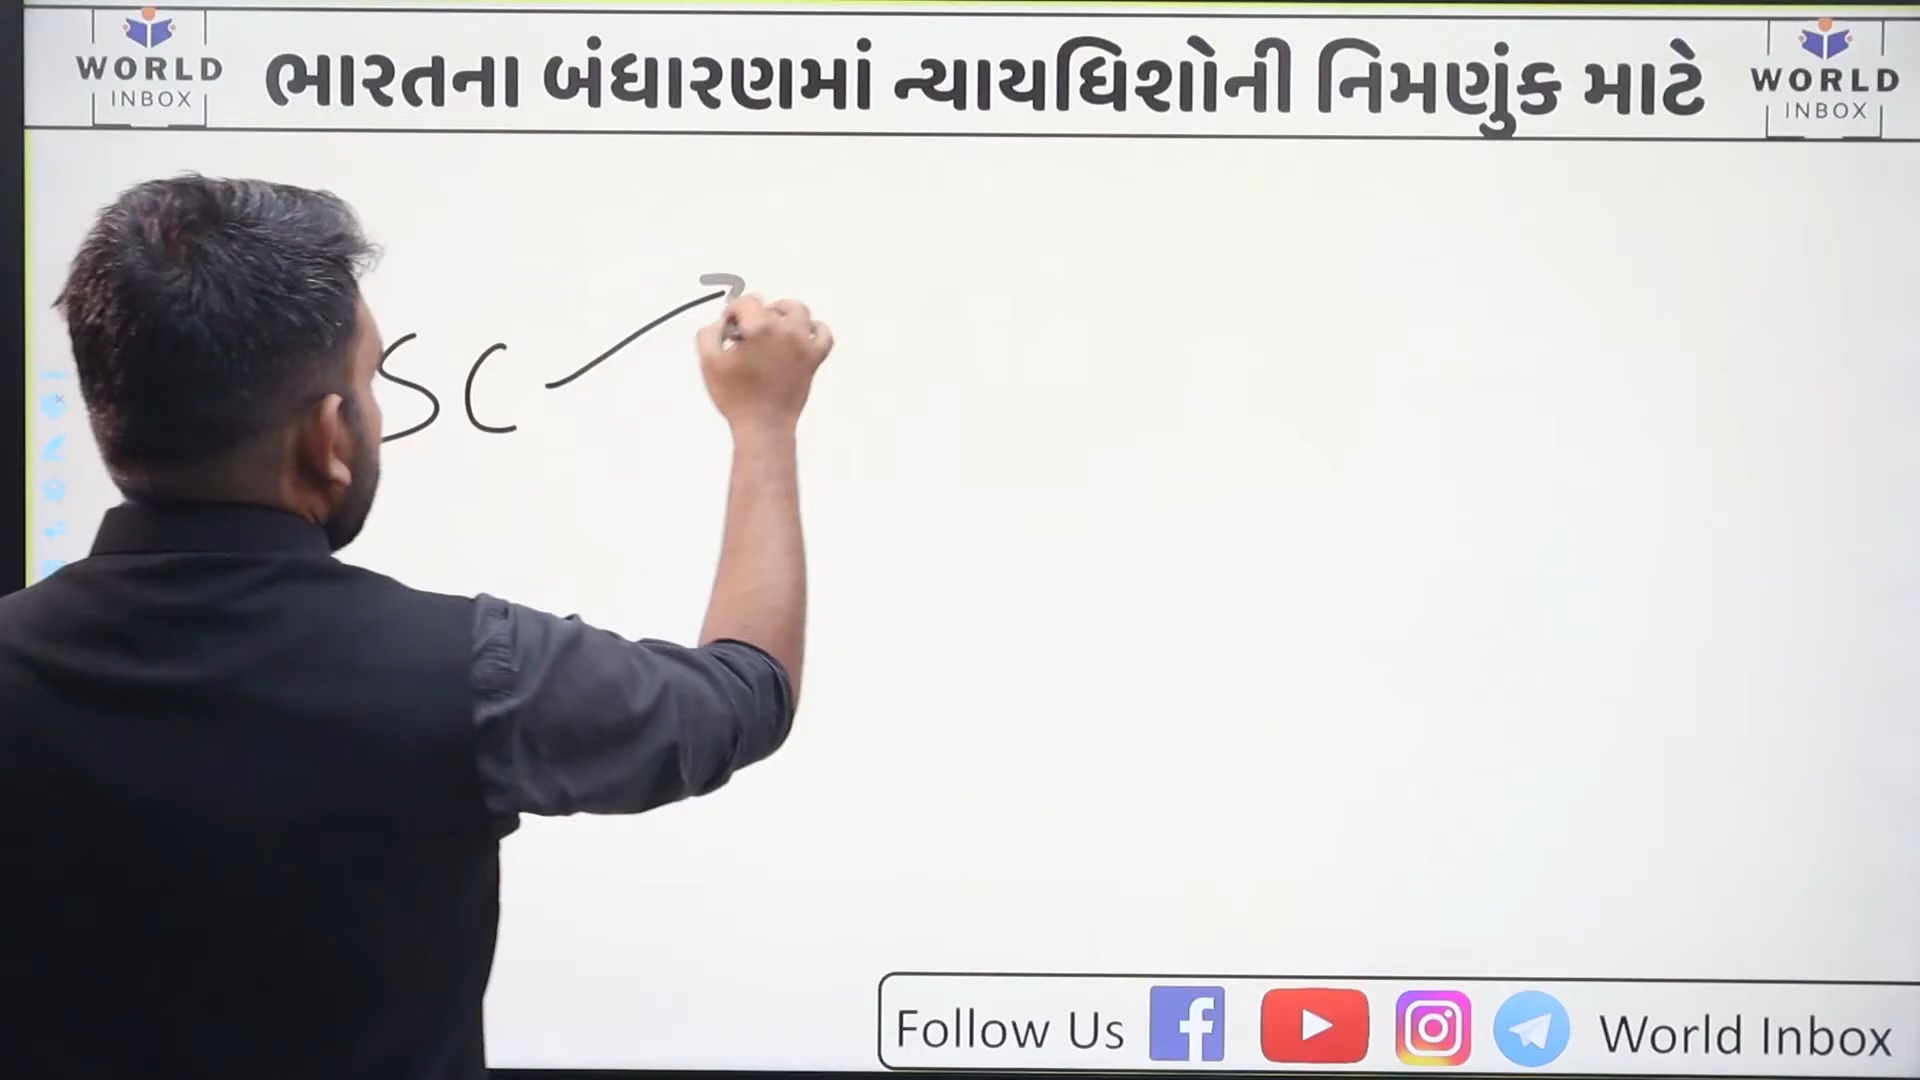 WORLD
INBOX
ભારતના બંધારણમાં ન્યાયધિશોની નિમણુંક માટે
WORLD
INBOX
SC
Follow Us World Inbox